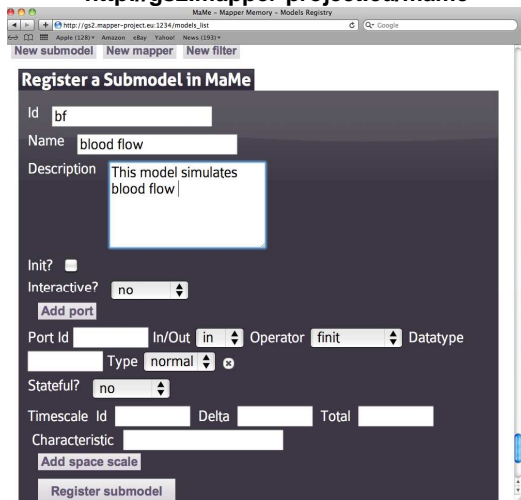 MaMe – Mapper Memory – Models Registry
http://gs2.mapper-project.eu:1234/models_list
Google
Apple (128) Amazon eBay Yahoo! News (193)
New submodel New mapper New filter
Register a Submodel in MaMe
Id bf
Name blood flow
Description This model simulates
blood flow
Init?
Interactive? no
Add port
Port Id In/Out in Operator finit Datatype
Type normal
Stateful? no
Timescale Id Delta Total
Characteristic
Add space scale
Register submodel